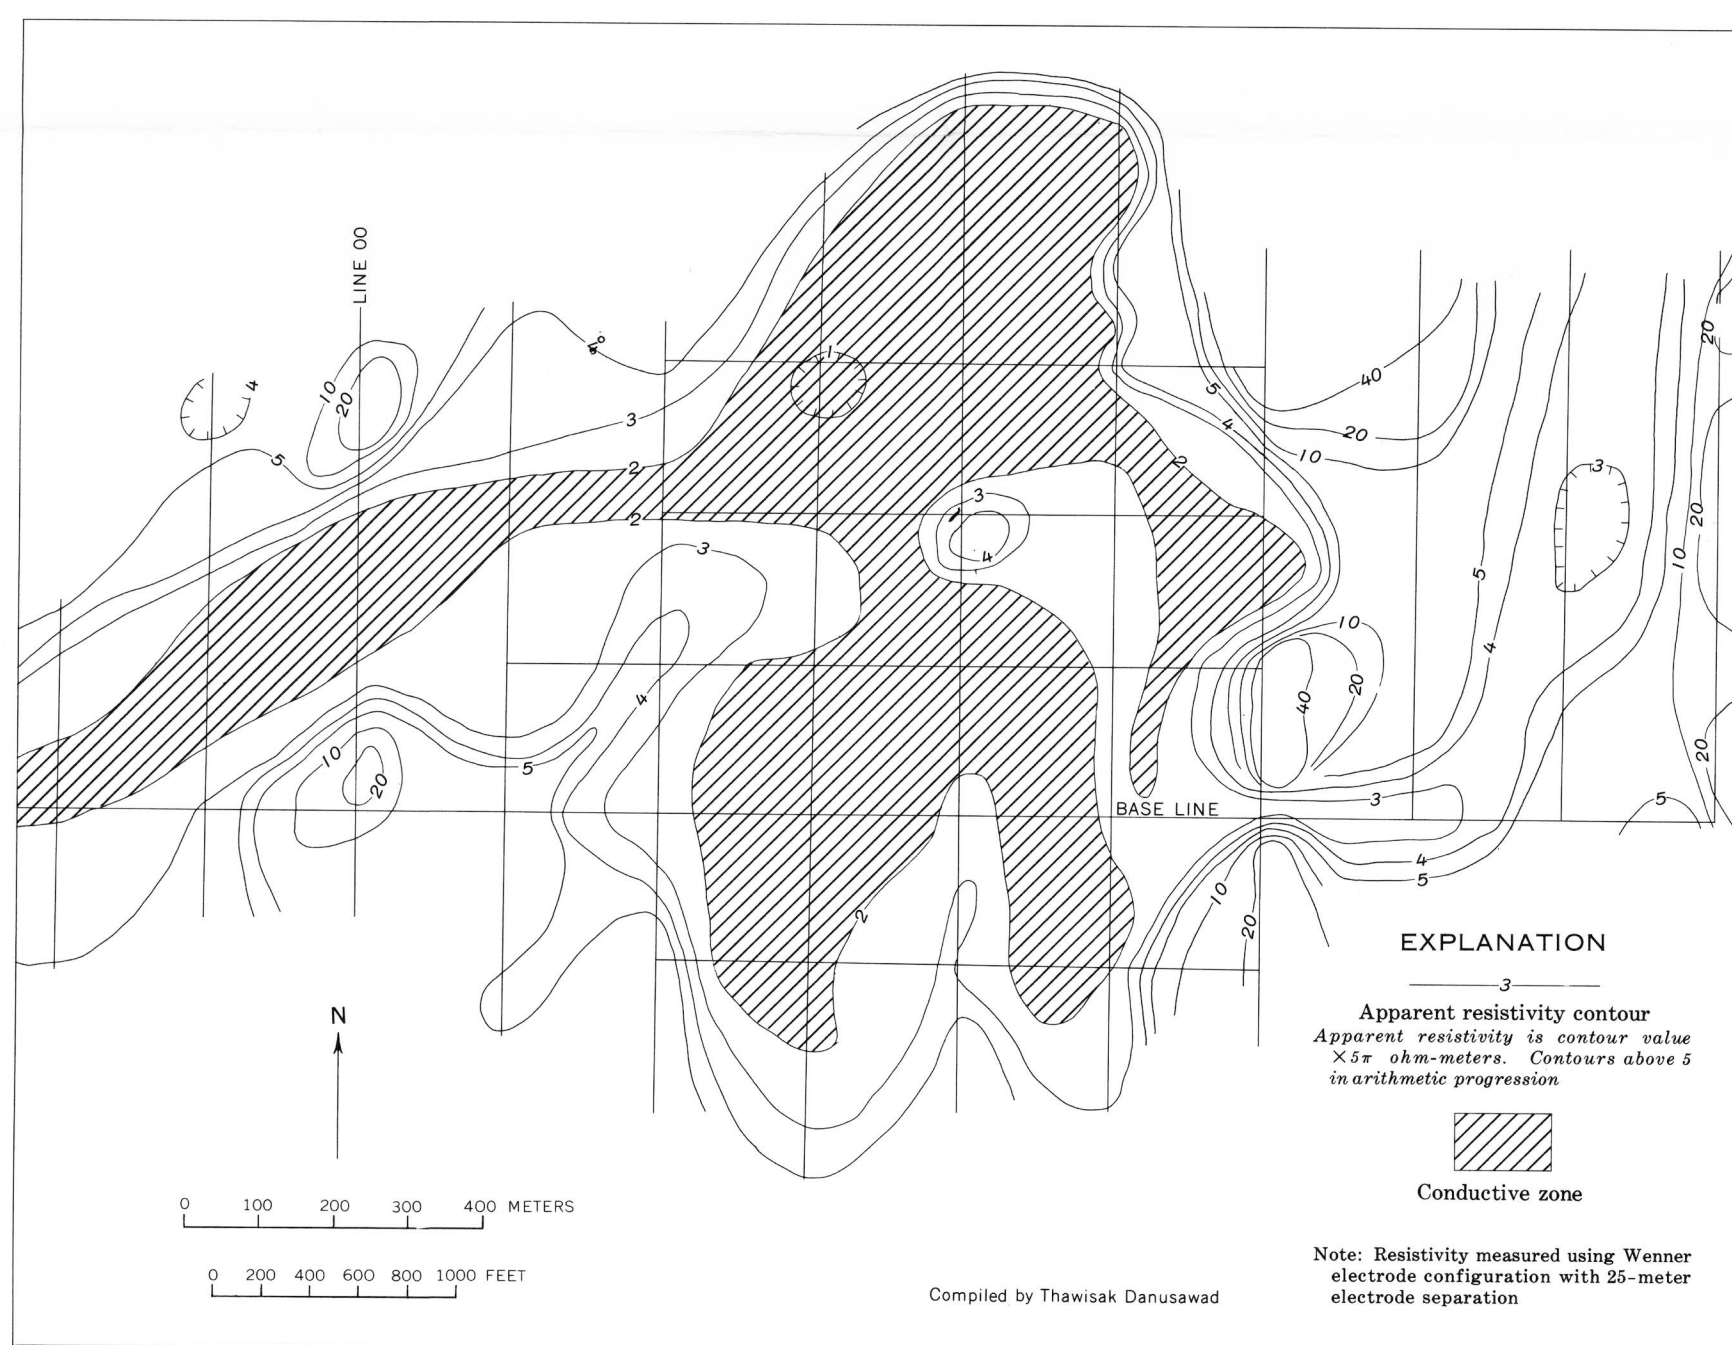 LINE 00
1
4
10
20
4
40
5
3
4
20
20
5
2
2
10
3
3
2
20
3
4
10
5
4
10
4
20
40
10
20
5
20
BASE LINE
3
5
4
5
2
10
20
EXPLANATION
3
Apparent resistivity contour
Apparent resistivity is contour value
×5π ohm-meters. Contours above 5
in arithmetic progression
Conductive zone
Note: Resistivity measured using Wenner
electrode configuration with 25-meter
electrode separation
N
0 100 200 300 400 METERS
0 200 400 600 800 1000 FEET
Compiled by Thawisak Danusawad